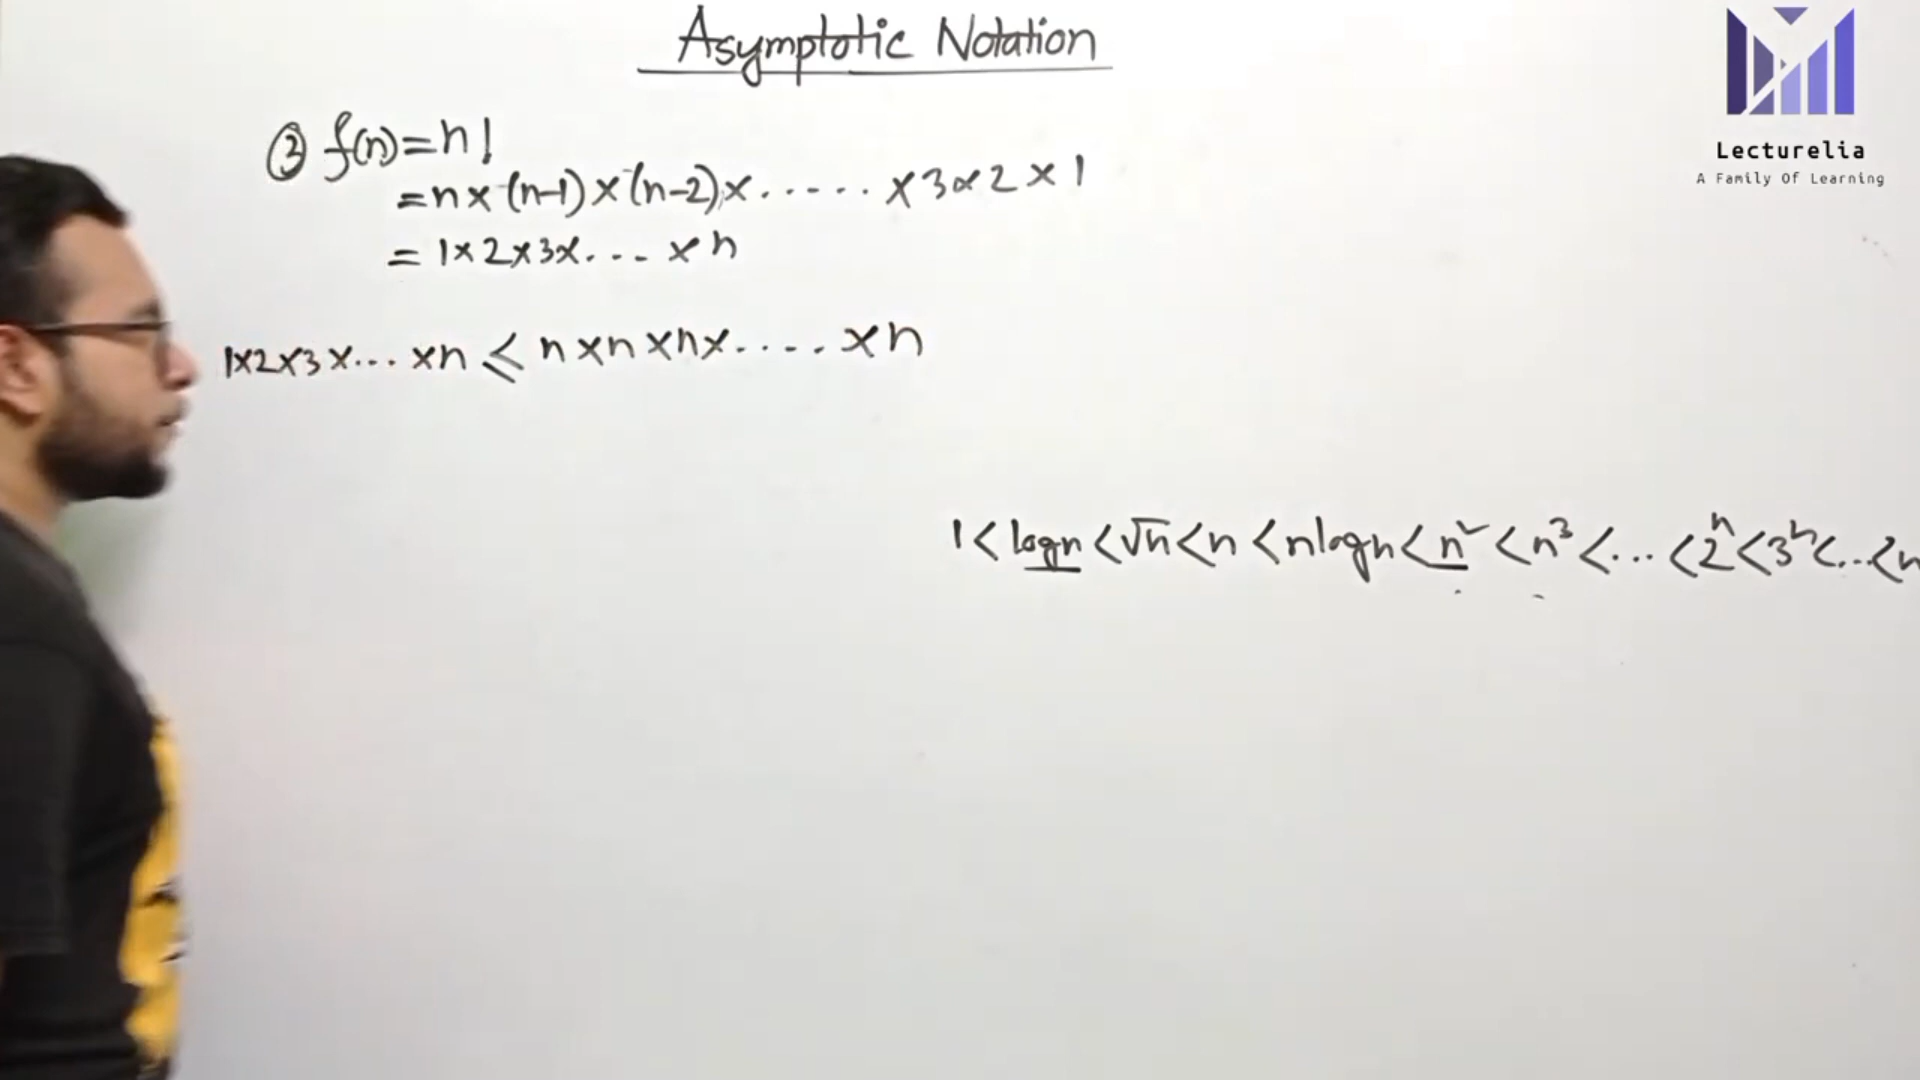 Asymptotic Notation
Lecturelia
A Family Of Learning
③ f(n)=n!
=n×(n-1)×(n-2)×.....×3×2×1
=1×2×3×...×n
1×2×3×...×n ≤ n×n×n×....×n
1<logn<√n<n<nlogn<n²<n³<...<2ⁿ<3ⁿ<...<n